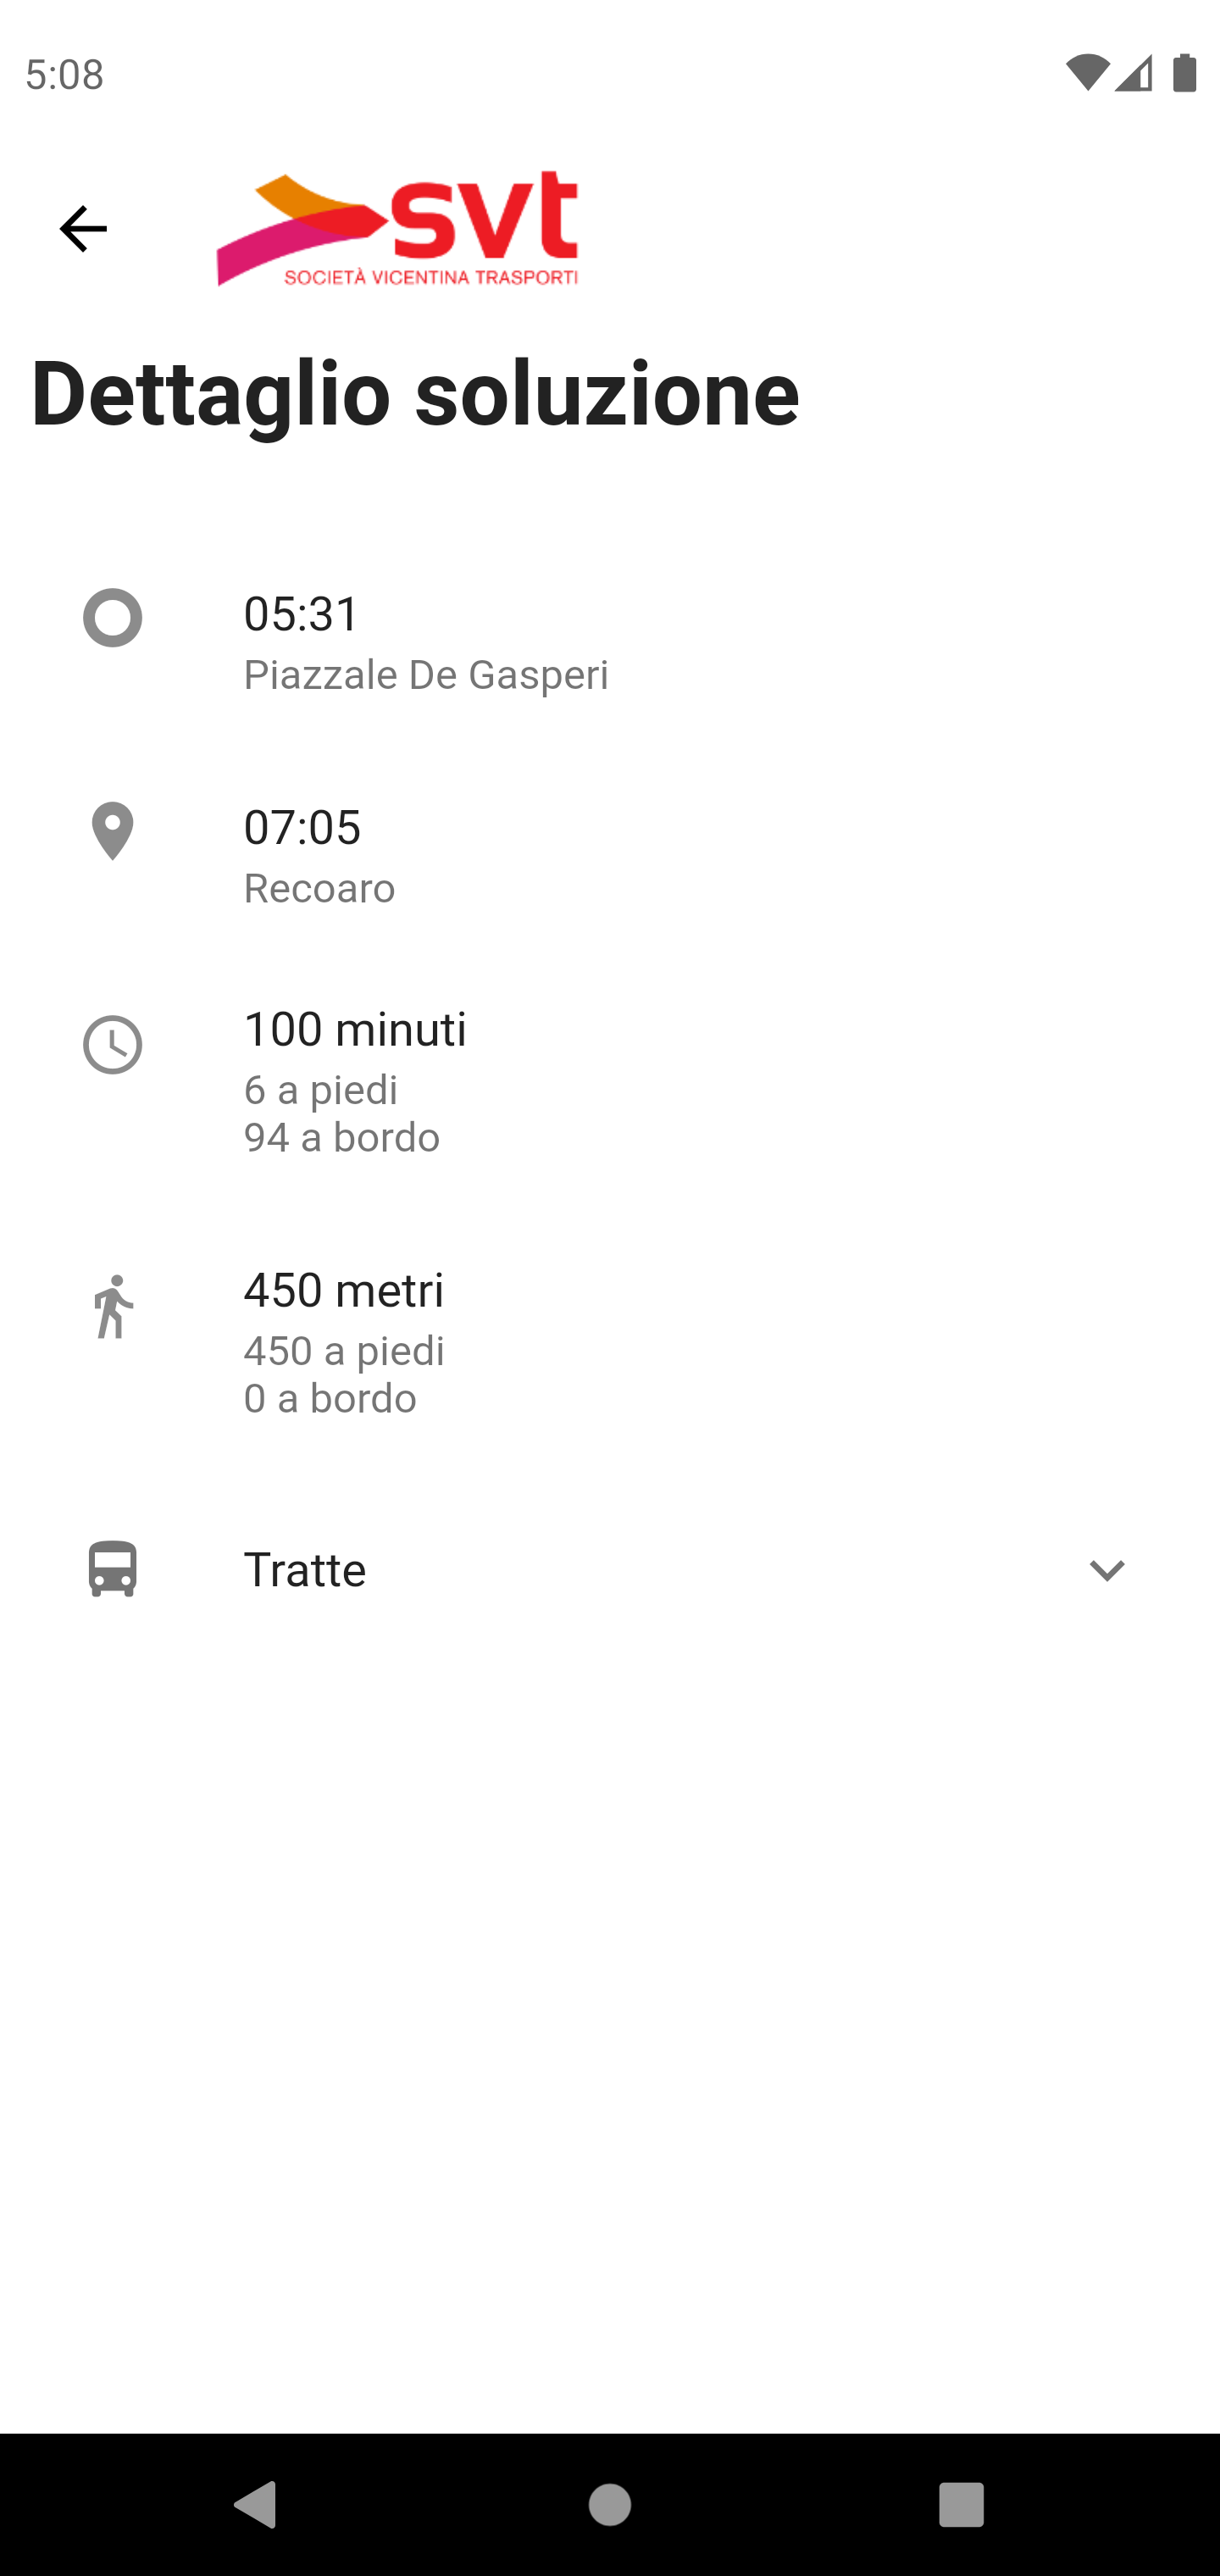 5:08
svt
SOCIETÀ VICENTINA TRASPORTI
Dettaglio soluzione
05:31
Piazzale De Gasperi
07:05
Recoaro
100 minuti
6 a piedi
94 a bordo
450 metri
450 a piedi
0 a bordo
Tratte